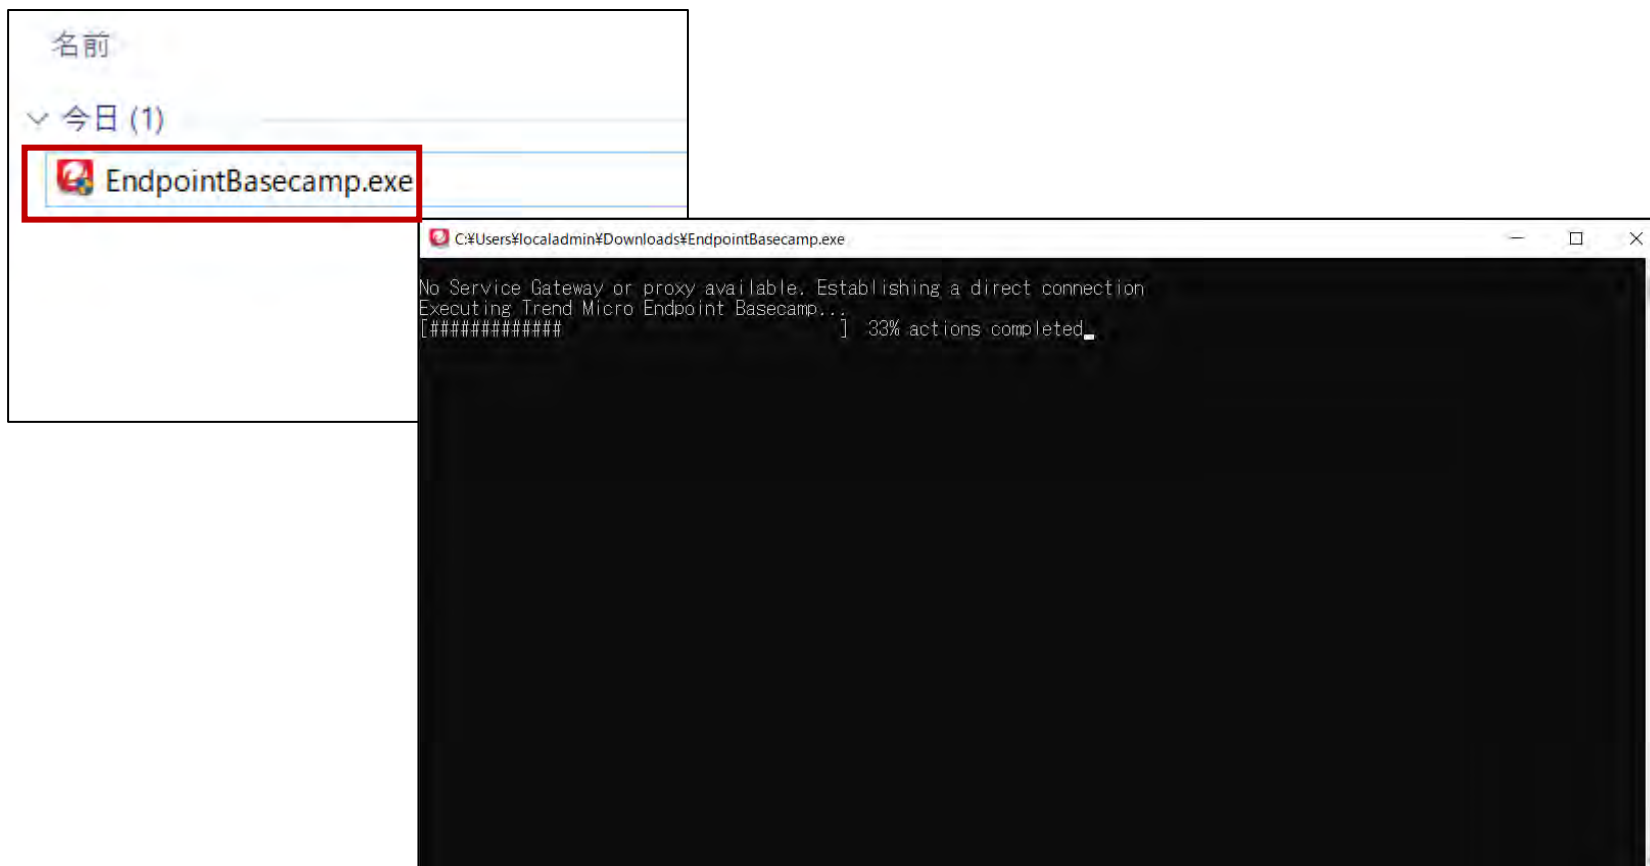 名前
今日 (1)
EndpointBasecamp.exe
C:¥Users¥localadmin¥Downloads¥EndpointBasecamp.exe
No Service Gateway or proxy available. Establishing a direct connection
Executing Trend Micro Endpoint Basecamp...
[############# ] 33% actions completed